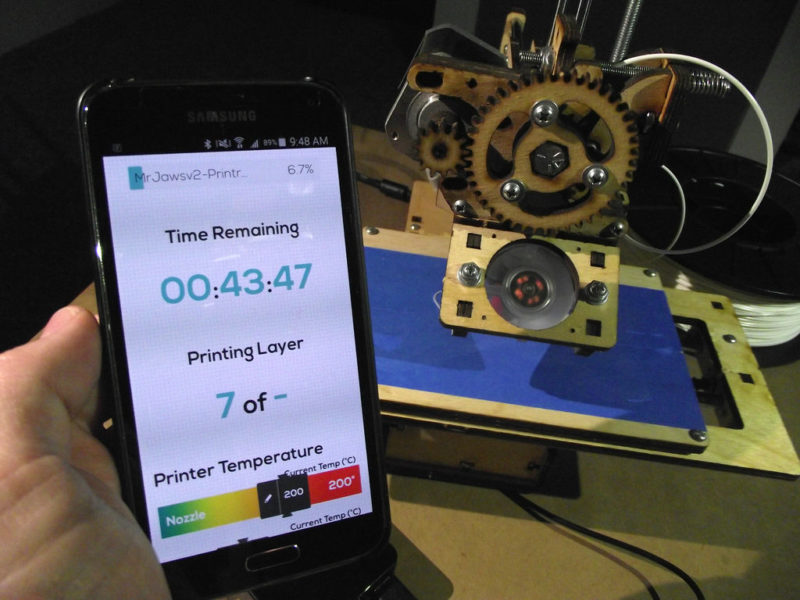 SAMSUNG
89% 9:48 AM
MrJawsv2-Printr... 6.7%
Time Remaining
00:43:47
Printing Layer
7 of -
Printer Temperature
Current Temp (°C)
Nozzle 200 200°
Current Temp (°C)